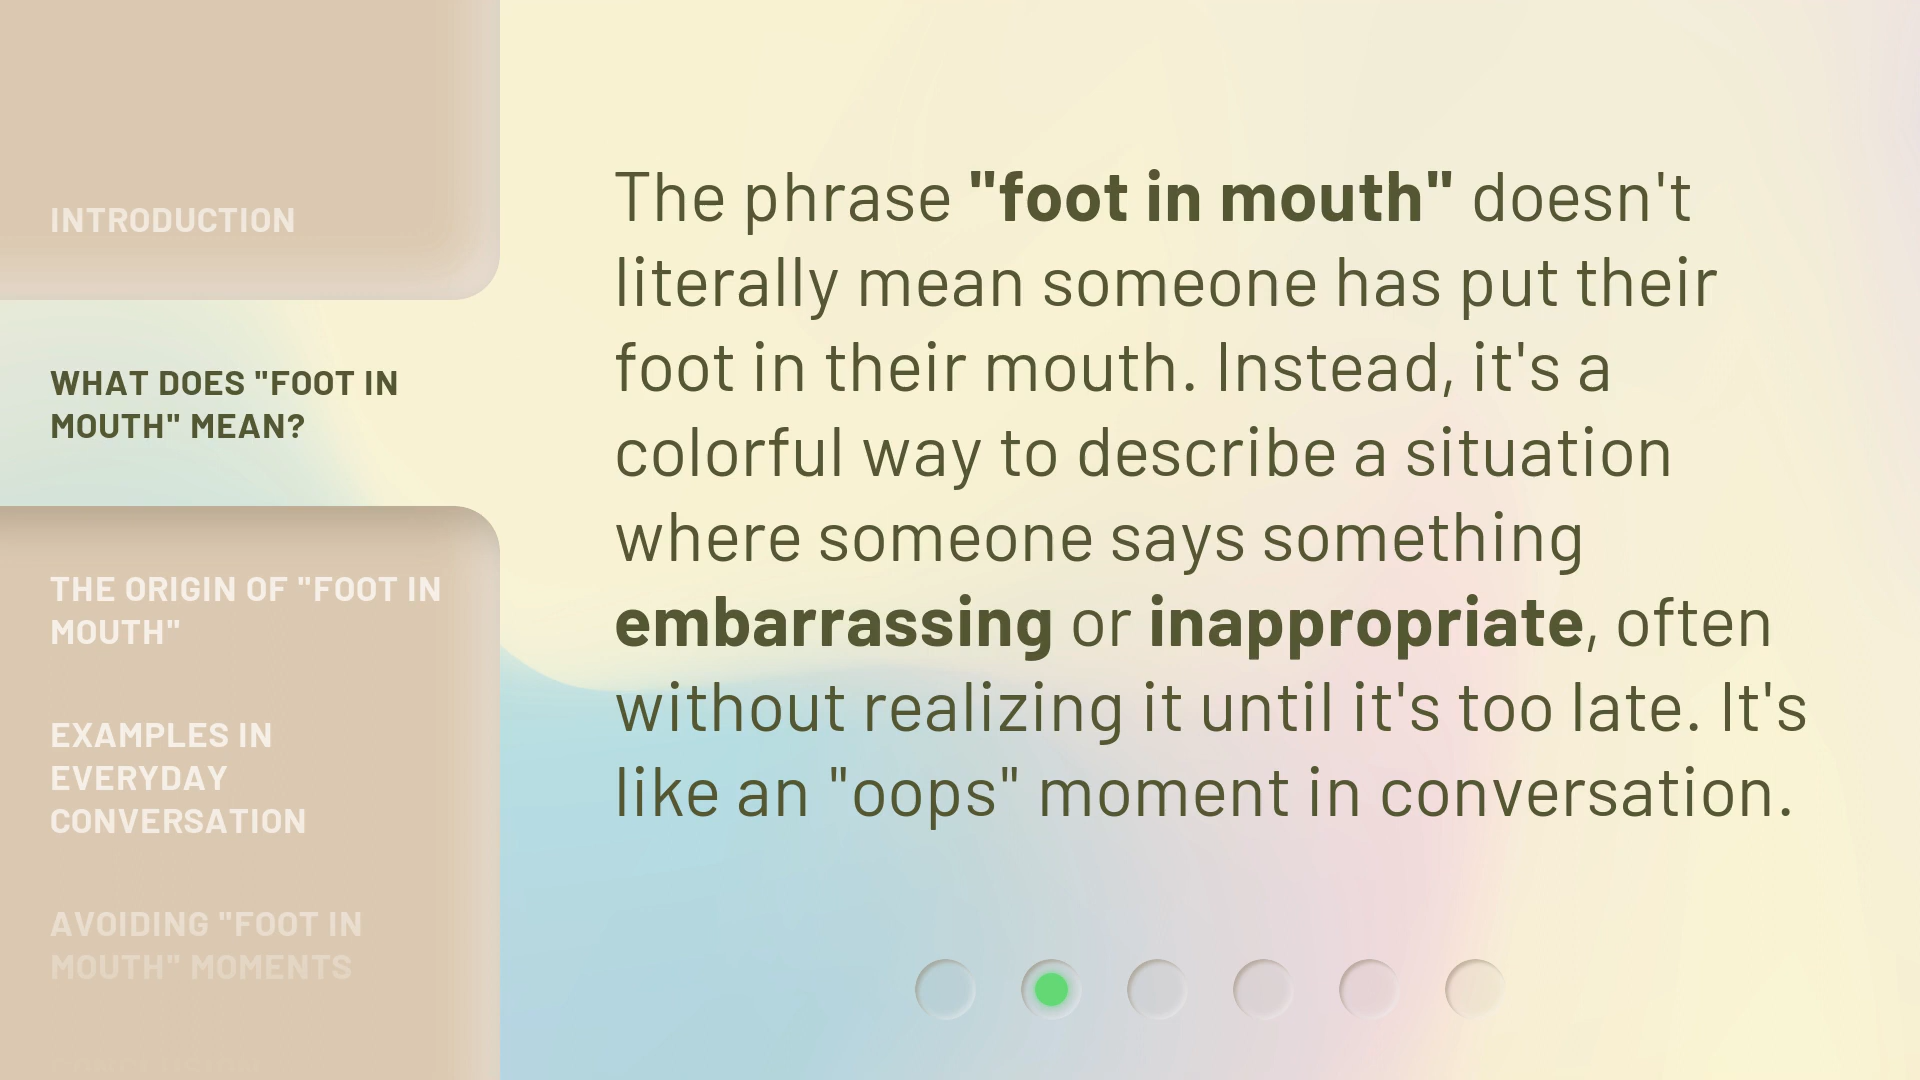 INTRODUCTION
WHAT DOES "FOOT IN
MOUTH" MEAN?
THE ORIGIN OF "FOOT IN
MOUTH"
EXAMPLES IN
EVERYDAY
CONVERSATION
AVOIDING "FOOT IN
MOUTH" MOMENTS
CONCLUSION
The phrase "foot in mouth" doesn't
literally mean someone has put their
foot in their mouth. Instead, it's a
colorful way to describe a situation
where someone says something
embarrassing or inappropriate, often
without realizing it until it's too late. It's
like an "oops" moment in conversation.